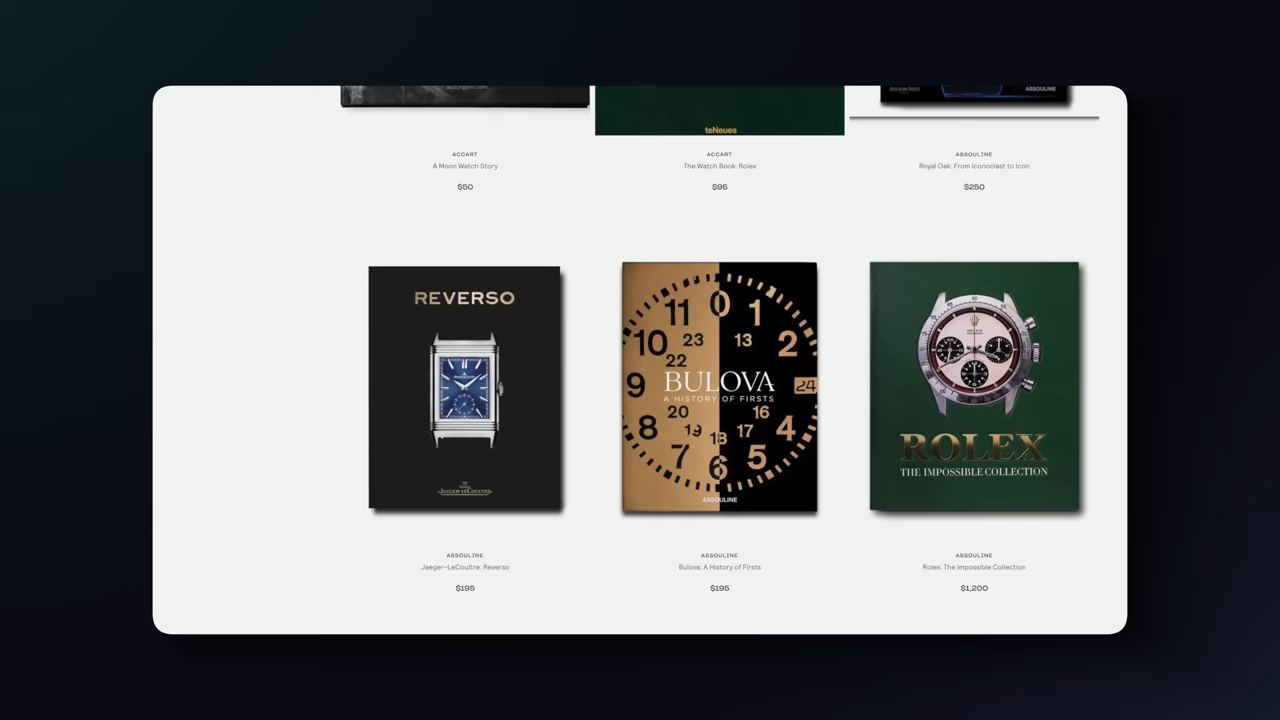 watchprint.com
teNeues
ASSOULINE
ACCART
A Moon Watch Story
$50
ACCART
The Watch Book: Rolex
$95
ASSOULINE
Royal Oak: From Iconoclast to Icon
$250
REVERSO
JAEGER-LECOULTRE
ASSOULINE
Jaeger-LeCoultre: Reverso
$195
11 0 1
10 23 13 2
22
9 BULOVA 24
A HISTORY OF FIRSTS
20 16
8 19 18 17 4
7 6 5
ASSOULINE
ASSOULINE
Bulova: A History of Firsts
$195
ROLEX
THE IMPOSSIBLE COLLECTION
ASSOULINE
Rolex: The Impossible Collection
$1,200